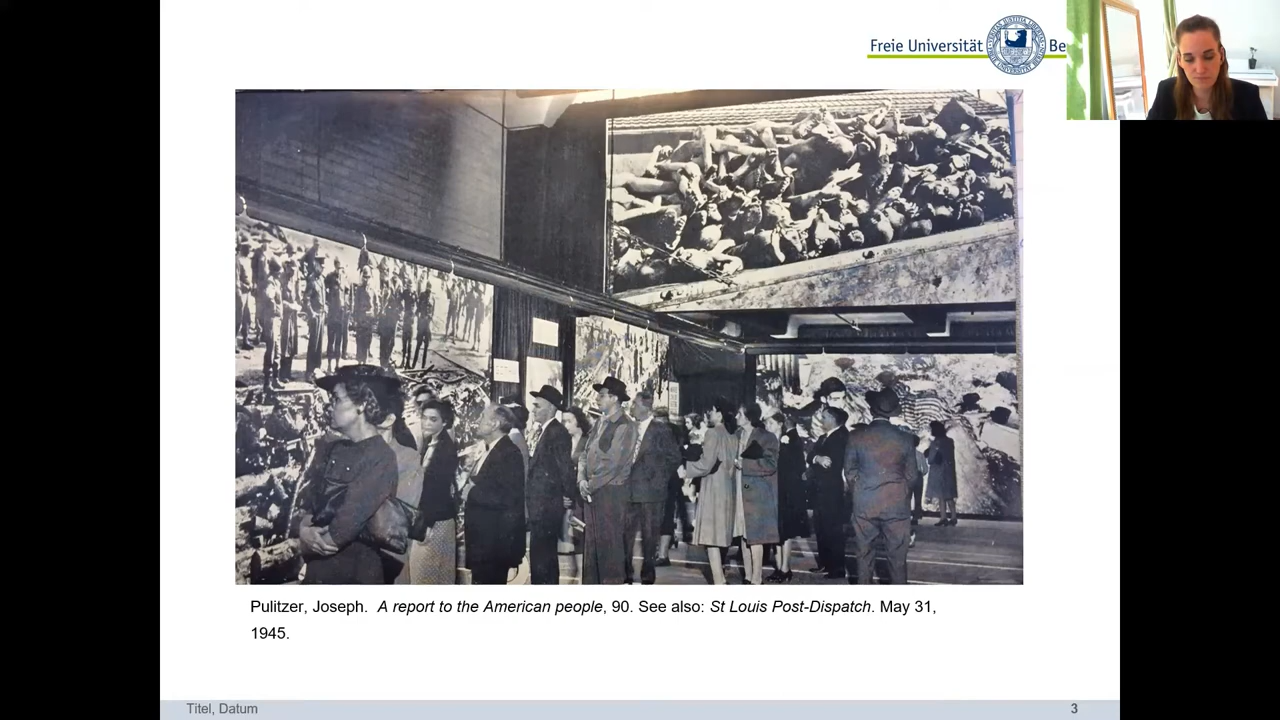 Freie Universität Be
Pulitzer, Joseph. A report to the American people, 90. See also: St Louis Post-Dispatch. May 31,
1945.
Titel, Datum 3